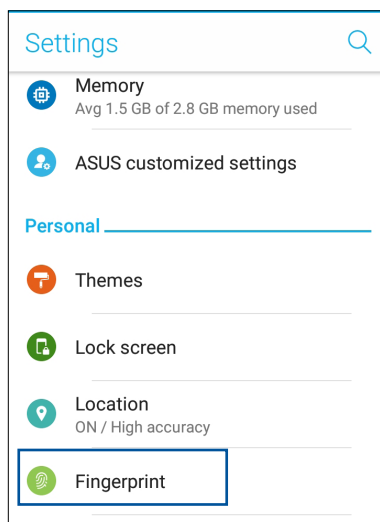 Settings
Memory
Avg 1.5 GB of 2.8 GB memory used
ASUS customized settings
Personal
Themes
Lock screen
Location
ON / High accuracy
Fingerprint